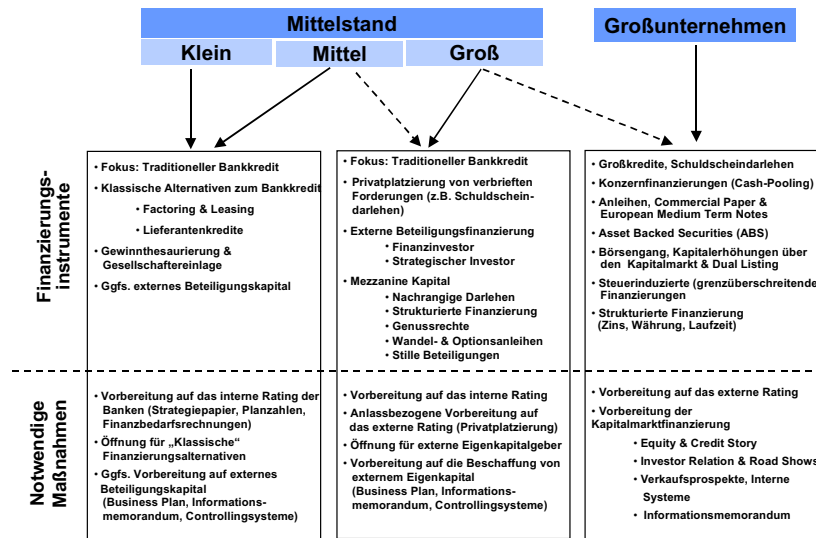 Mittelstand
Großunternehmen
Klein
Mittel
Groß
Finanzierungs-
instrumente
• Fokus: Traditioneller Bankkredit
• Klassische Alternativen zum Bankkredit
• Factoring & Leasing
• Lieferantenkredite
• Gewinnthesaurierung &
Gesellschaftereinlage
• Ggfs. externes Beteiligungskapital
• Fokus: Traditioneller Bankkredit
• Privatplatzierung von verbrieften
Forderungen (z.B. Schuldschein-
darlehen)
• Externe Beteiligungsfinanzierung
• Finanzinvestor
• Strategischer Investor
• Mezzanine Kapital
• Nachrangige Darlehen
• Strukturierte Finanzierung
• Genussrechte
• Wandel- & Optionsanleihen
• Stille Beteiligungen
• Großkredite, Schuldscheindarlehen
• Konzernfinanzierungen (Cash-Pooling)
• Anleihen, Commercial Paper &
European Medium Term Notes
• Asset Backed Securities (ABS)
• Börsengang, Kapitalerhöhungen über
den Kapitalmarkt & Dual Listing
• Steuerinduzierte (grenzüberschreitende
Finanzierungen
• Strukturierte Finanzierung
(Zins, Währung, Laufzeit)
Notwendige
Maßnahmen
• Vorbereitung auf das interne Rating der
Banken (Strategiepapier, Planzahlen,
Finanzbedarfsrechnungen)
• Öffnung für „Klassische“
Finanzierungsalternativen
• Ggfs. Vorbereitung auf externes
Beteiligungskapital
(Business Plan, Informations-
memorandum, Controllingsysteme)
• Vorbereitung auf das interne Rating
• Anlassbezogene Vorbereitung auf
das externe Rating (Privatplatzierung)
• Öffnung für externe Eigenkapitalgeber
• Vorbereitung auf die Beschaffung von
externem Eigenkapital
(Business Plan, Informations-
memorandum, Controllingsysteme)
• Vorbereitung auf das externe Rating
• Vorbereitung der
Kapitalmarktfinanzierung
• Equity & Credit Story
• Investor Relation & Road Shows
• Verkaufsprospekte, Interne
Systeme
• Informationsmemorandum